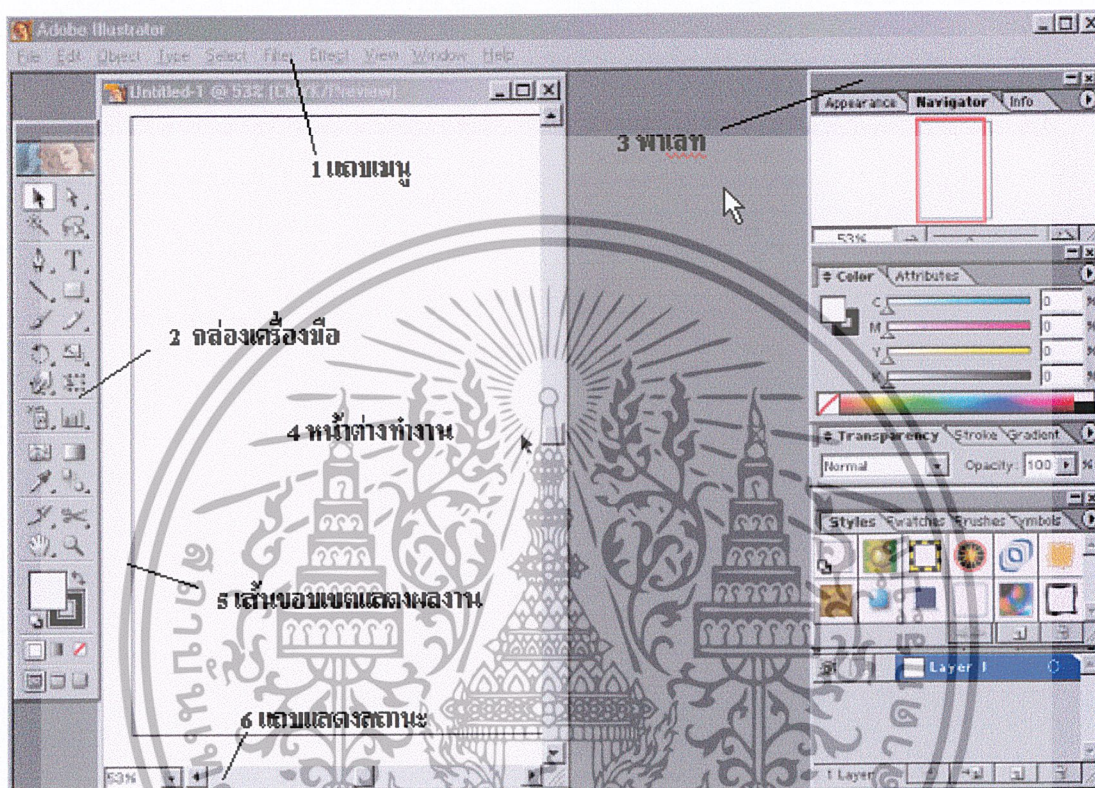 Adobe Illustrator
File Edit Object Type Select Filter Effect View Window Help
Untitled-1 @ 53% (CMYK/Preview)
1 แถบเมนู
3 พาเลท
Appearance Navigator Info
53%
Color Attributes
C 0 %
M 0 %
Y 0 %
K 0 %
2 กล่องเครื่องมือ
4 หน้าต่างทำงาน
Transparency Stroke Gradient
Normal Opacity: 100 %
Styles Swatches Brushes Symbols
5 เส้นขอบเขตแสดงผลงาน
Layer 1
6 แถบแสดงสถานะ
53%
1 Layer